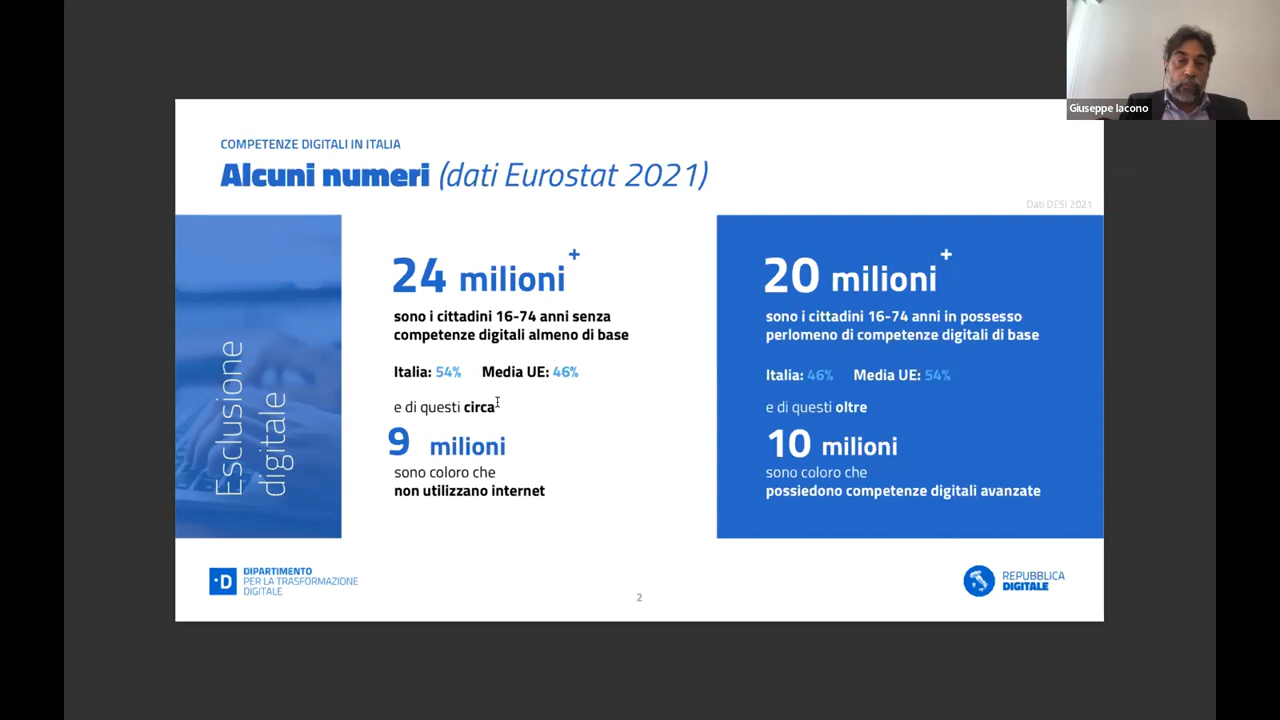 Giuseppe Iacono
COMPETENZE DIGITALI IN ITALIA
Alcuni numeri (dati Eurostat 2021)
Dati DESI 2021
Esclusione
digitale
24 milioni+
sono i cittadini 16-74 anni senza
competenze digitali almeno di base
Italia: 54% Media UE: 46%
e di questi circa
9 milioni
sono coloro che
non utilizzano internet
20 milioni+
sono i cittadini 16-74 anni in possesso
perlomeno di competenze digitali di base
Italia: 46% Media UE: 54%
e di questi oltre
10 milioni
sono coloro che
possiedono competenze digitali avanzate
·D
DIPARTIMENTO
PER LA TRASFORMAZIONE
DIGITALE
2
REPUBBLICA
DIGITALE